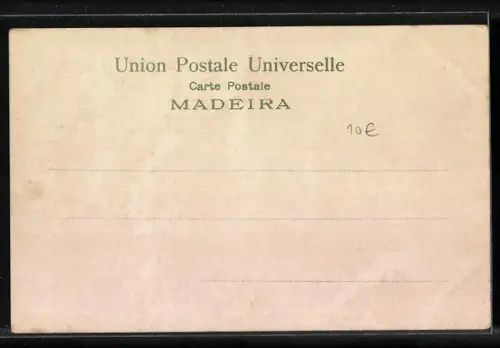 Union Postale Universelle
Carte Postale
MADEIRA
10€